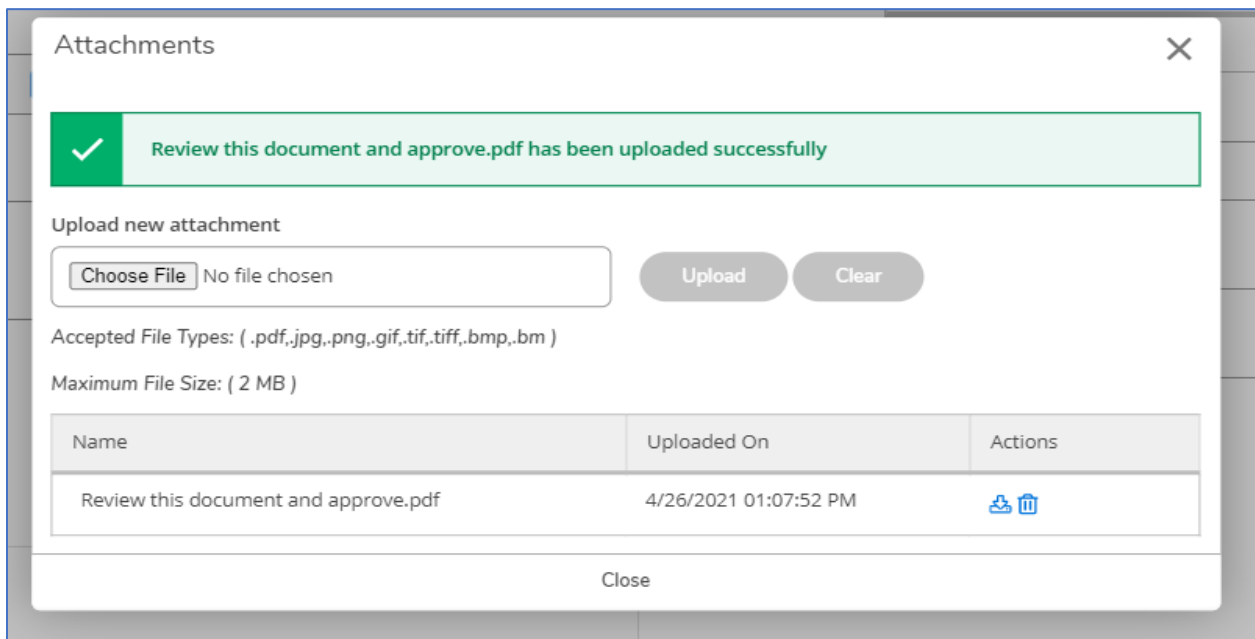 Attachments
Review this document and approve.pdf has been uploaded successfully
Upload new attachment
Choose File No file chosen Upload Clear
Accepted File Types: ( .pdf,.jpg,.png,.gif,.tif,.tiff,.bmp,.bm )
Maximum File Size: ( 2 MB )
Name Uploaded On Actions
Review this document and approve.pdf 4/26/2021 01:07:52 PM
Close